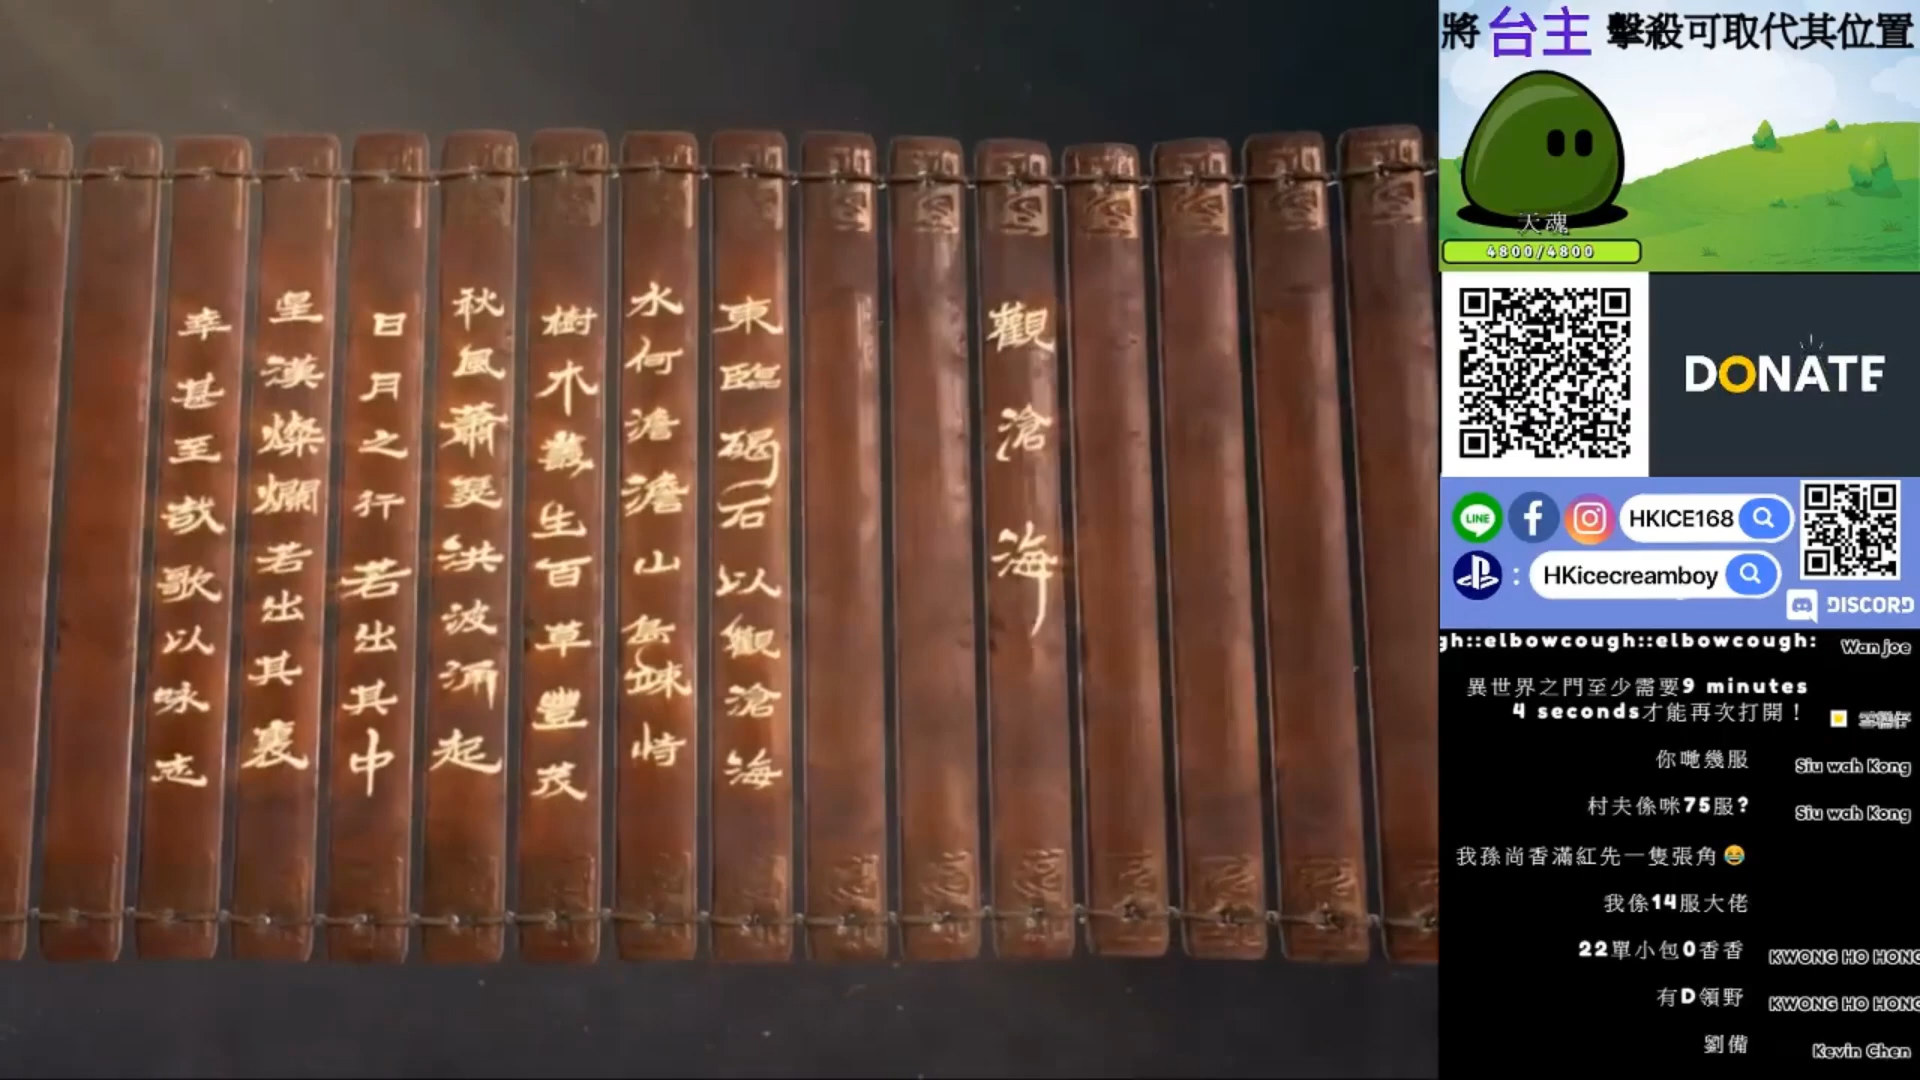 觀滄海
東臨碣石以觀滄海
水何澹澹山島竦峙
樹木叢生百草豐茂
秋風蕭瑟洪波涌起
日月之行若出其中
星漢燦爛若出其裏
幸甚至哉歌以咏志
將台主擊殺可取代其位置
天魂
4800/4800
DONATE
LINE
HKICE168
: HKicecreamboy
DISCORD
gh::elbowcough::elbowcough: Wan joe
異世界之門至少需要9 minutes
4 seconds才能再次打開！
你哋幾服 Siu wah Kong
村夫係咪75服? Siu wah Kong
我孫尚香滿紅先一隻張角😂
我係14服大佬
22單小包0香香 KWONG HO HONG
有D領野 KWONG HO HONG
劉備 Kevin Chen